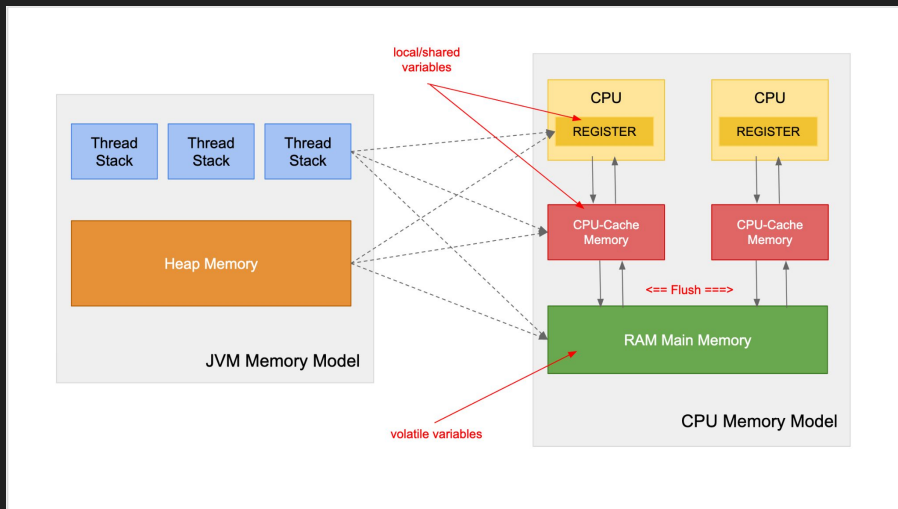 local/shared
variables
CPU
REGISTER
CPU
REGISTER
Thread
Stack
Thread
Stack
Thread
Stack
CPU-Cache
Memory
CPU-Cache
Memory
Heap Memory
<== Flush ===>
RAM Main Memory
JVM Memory Model
volatile variables
CPU Memory Model